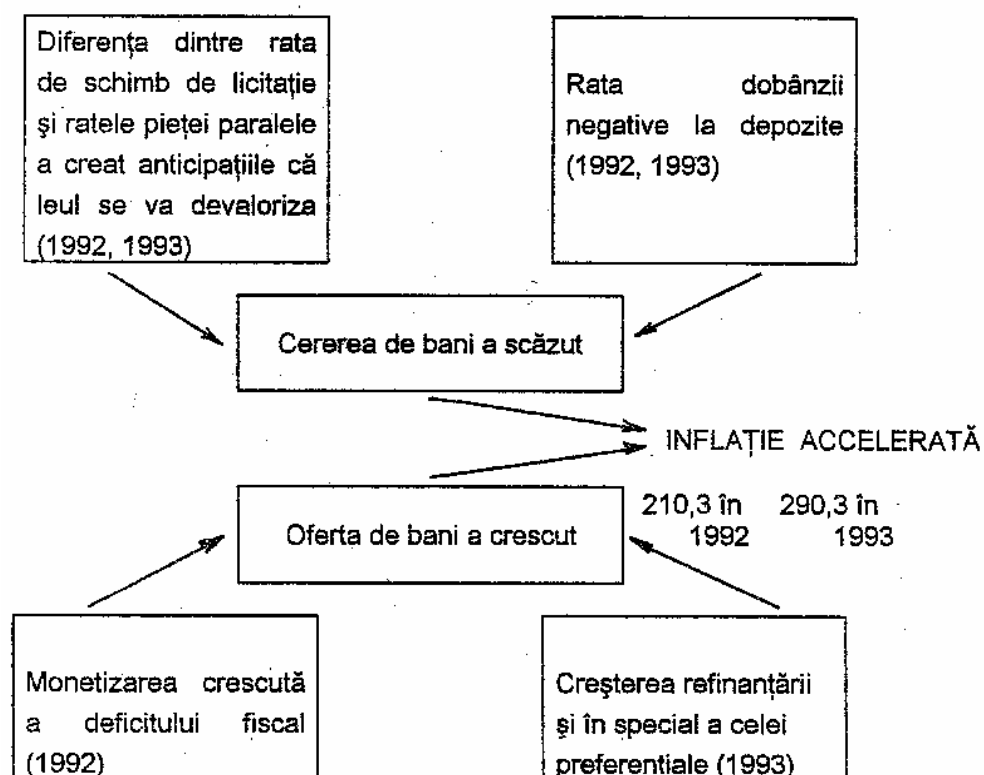 Diferența dintre rata
de schimb de licitație
și ratele pieței paralele
a creat anticipațiile că
leul se va devaloriza
(1992, 1993)
Rata dobânzii
negative la depozite
(1992, 1993)
Cererea de bani a scăzut
INFLAȚIE ACCELERATĂ
Oferta de bani a crescut
210,3 în 290,3 în
1992 1993
Monetizarea crescută
a deficitului fiscal
(1992)
Creșterea refinanțării
și în special a celei
preferentiale (1993)